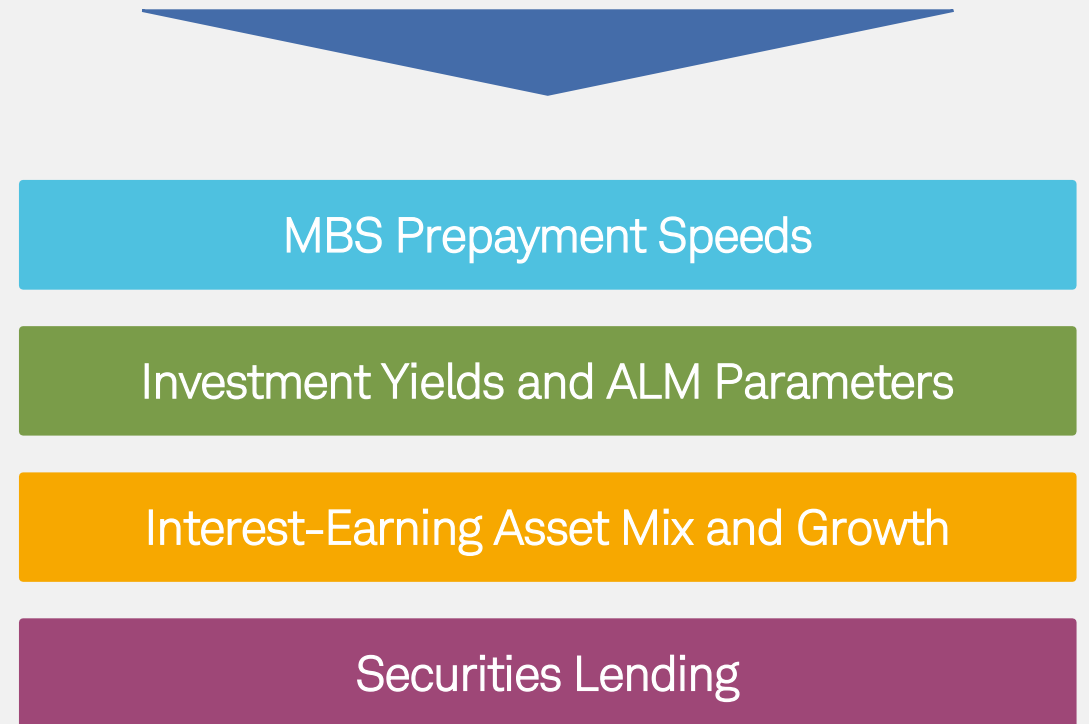 MBS Prepayment Speeds
Investment Yields and ALM Parameters
Interest-Earning Asset Mix and Growth
Securities Lending